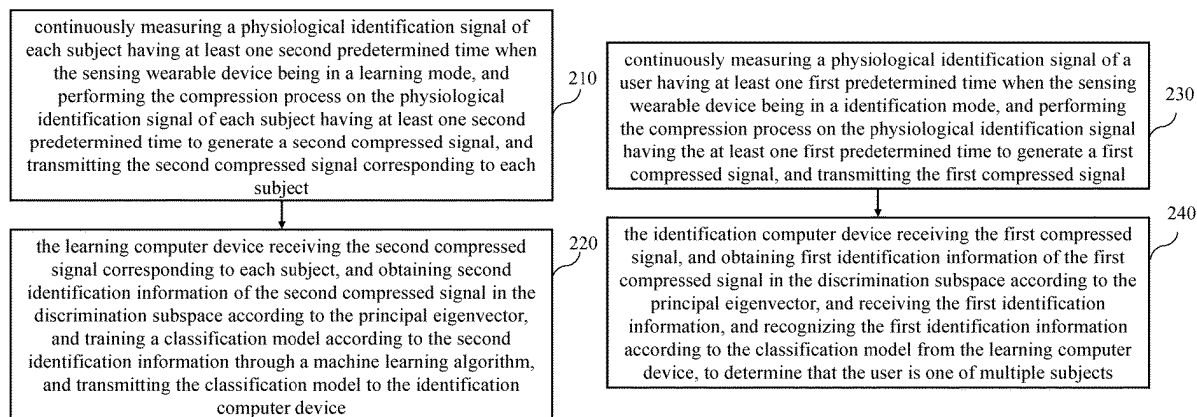 continuously measuring a physiological identification signal of
each subject having at least one second predetermined time when
the sensing wearable device being in a learning mode, and
performing the compression process on the physiological
identification signal of each subject having at least one second
predetermined time to generate a second compressed signal, and
transmitting the second compressed signal corresponding to each
subject
210
the learning computer device receiving the second compressed
signal corresponding to each subject, and obtaining second
identification information of the second compressed signal in the
discrimination subspace according to the principal eigenvector,
and training a classification model according to the second
identification information through a machine learning algorithm,
and transmitting the classification model to the identification
computer device
220
continuously measuring a physiological identification signal of a
user having at least one first predetermined time when the sensing
wearable device being in a identification mode, and performing
the compression process on the physiological identification signal
having the at least one first predetermined time to generate a first
compressed signal, and transmitting the first compressed signal
230
the identification computer device receiving the first compressed
signal, and obtaining first identification information of the first
compressed signal in the discrimination subspace according to the
principal eigenvector, and receiving the first identification
information, and recognizing the first identification information
according to the classification model from the learning computer
device, to determine that the user is one of multiple subjects
240